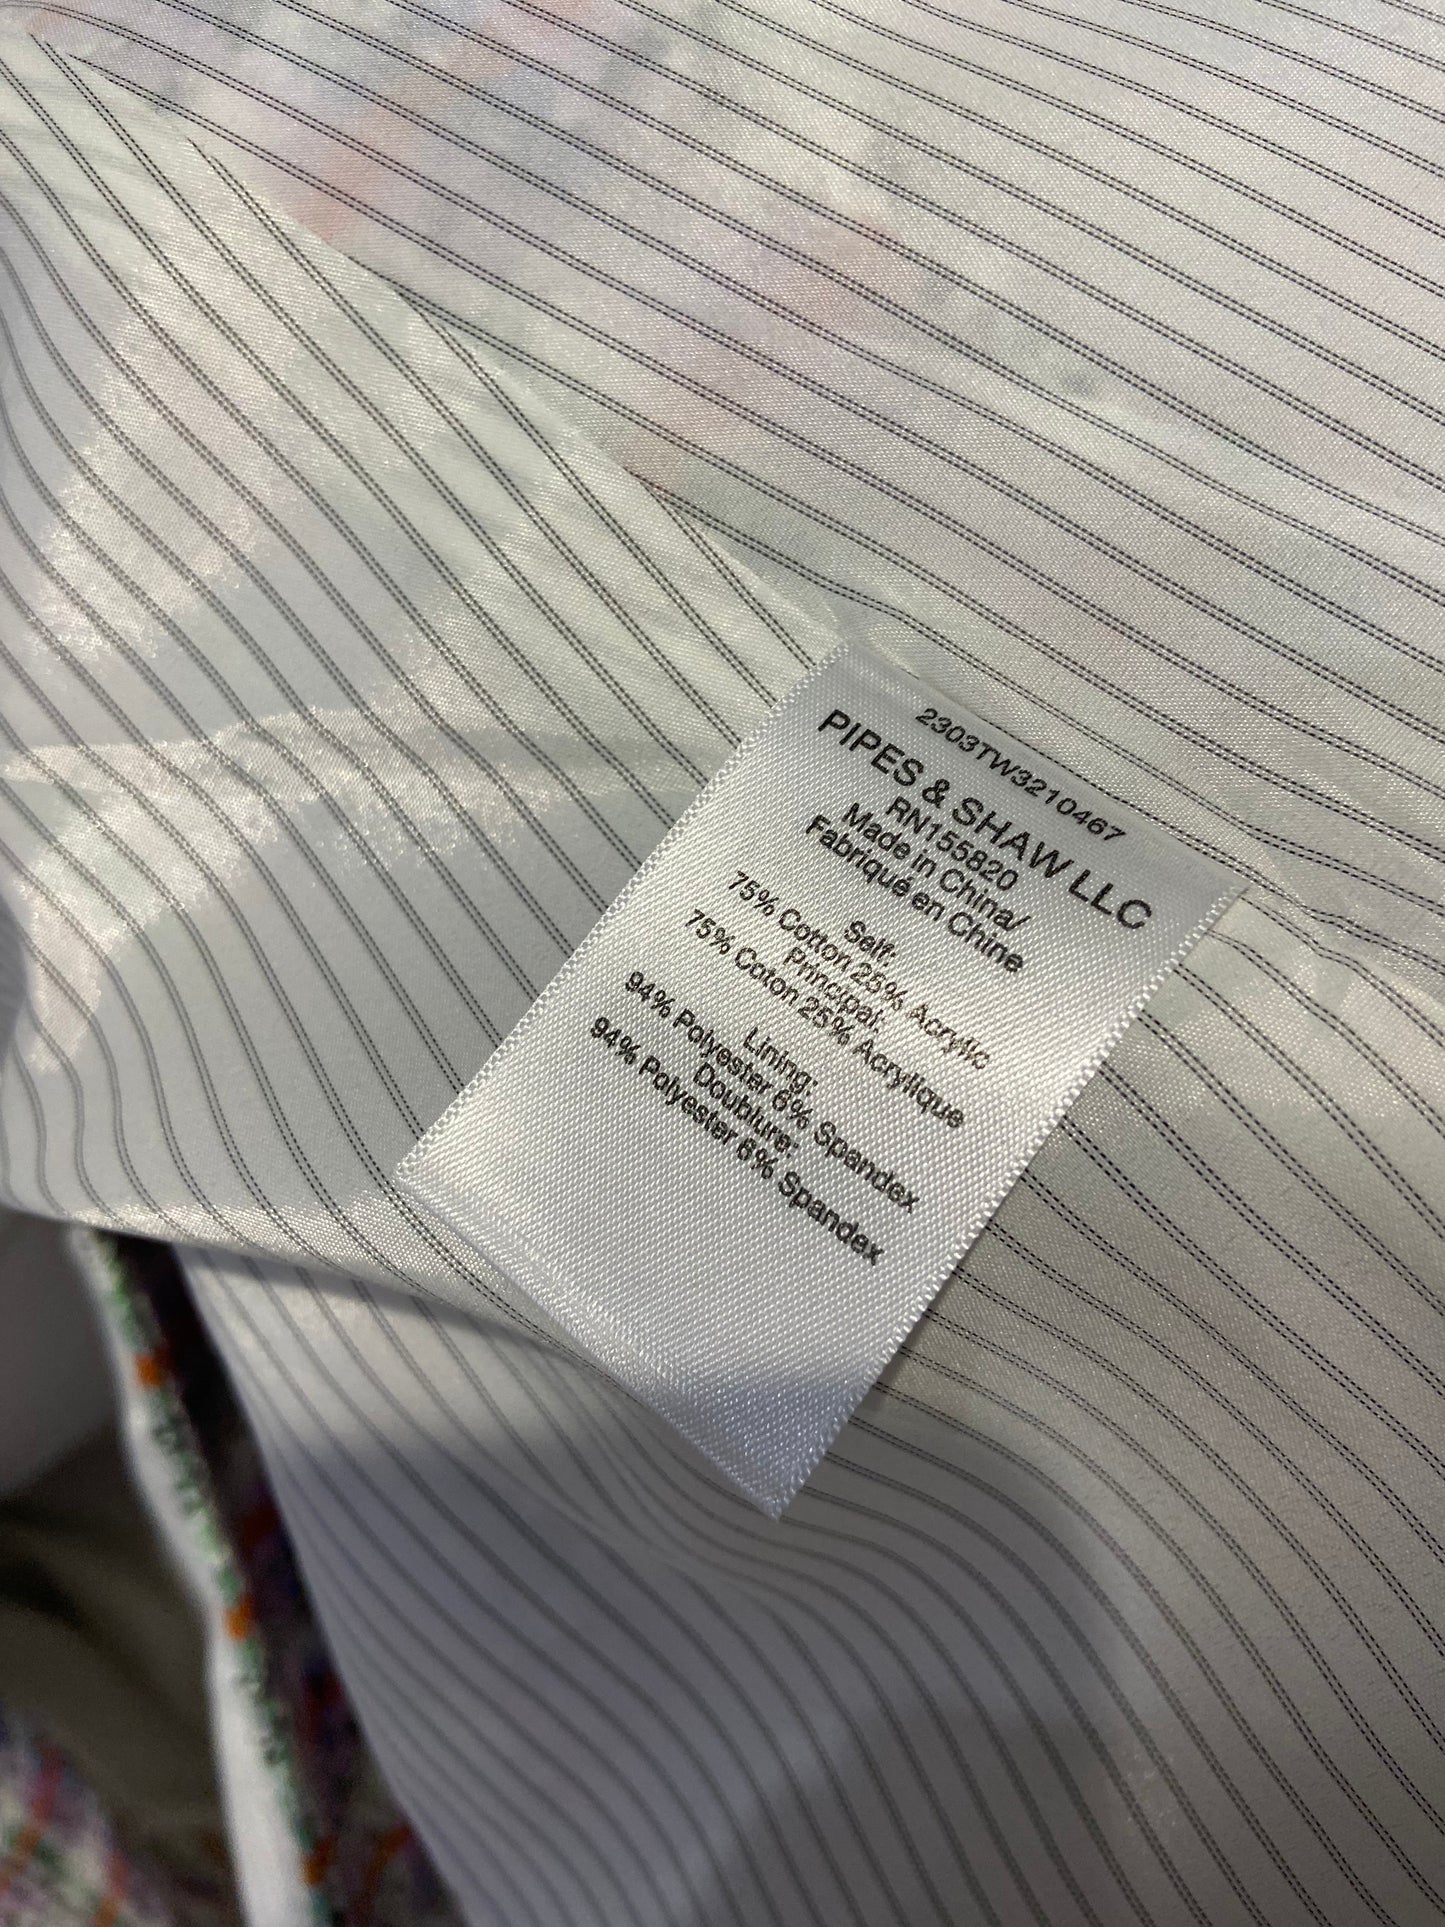 2303TW3210467
PIPES & SHAW LLC
RN155820
Made in China/
Fabriqué en Chine
Self:
75% Cotton 25% Acrylic
Principal:
75% Coton 25% Acrylique
Lining:
94% Polyester 6% Spandex
Doublure:
94% Polyester 6% Spandex